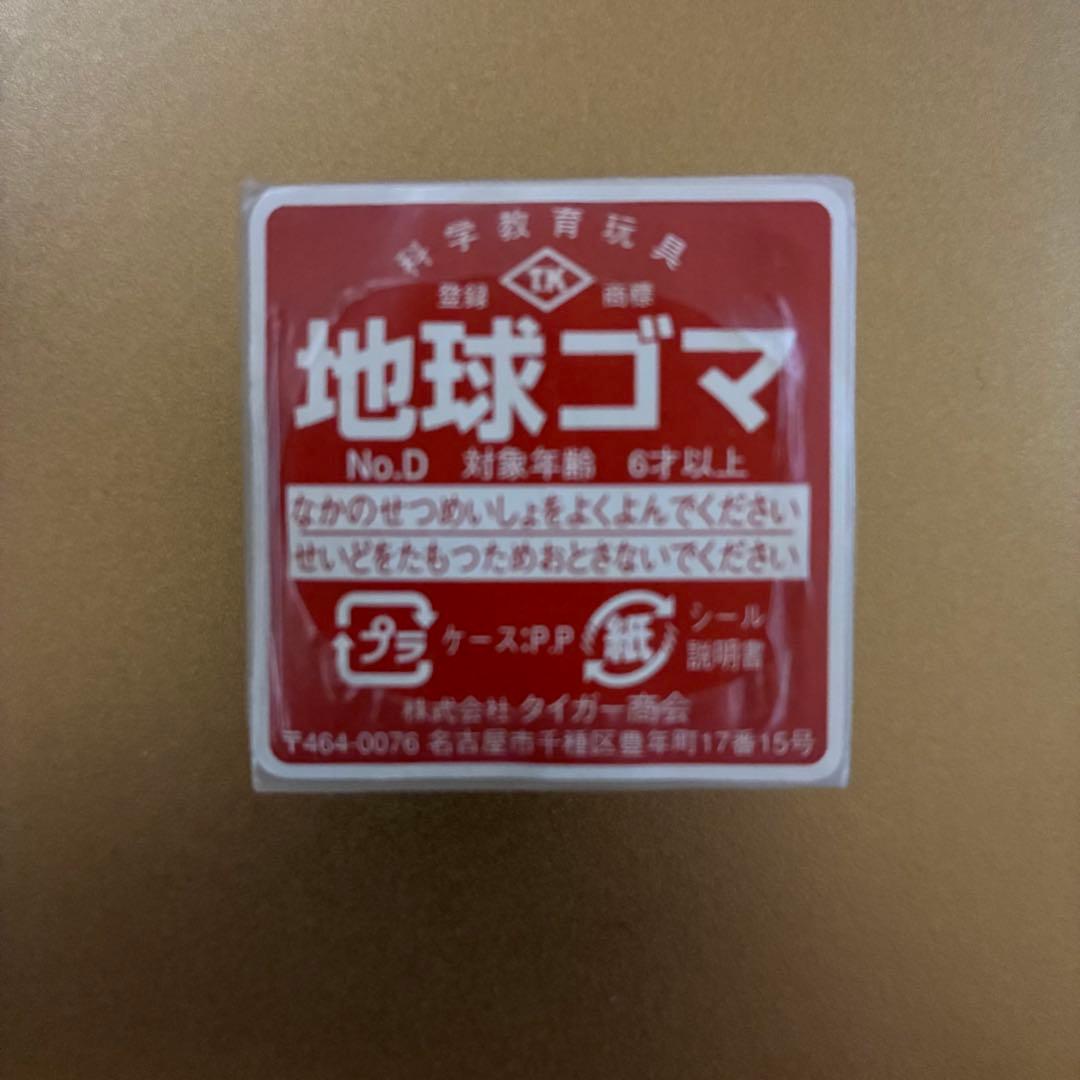 科学教育玩具
TK
登録 商標
地球ゴマ
No.D 対象年齢 6才以上
なかのせつめいしょをよくよんでください
せいどをたもつためおとさないでください
プラ ケース:P.P 紙 シール
説明書
株式会社 タイガー商会
〒464-0076 名古屋市千種区豊年町17番15号